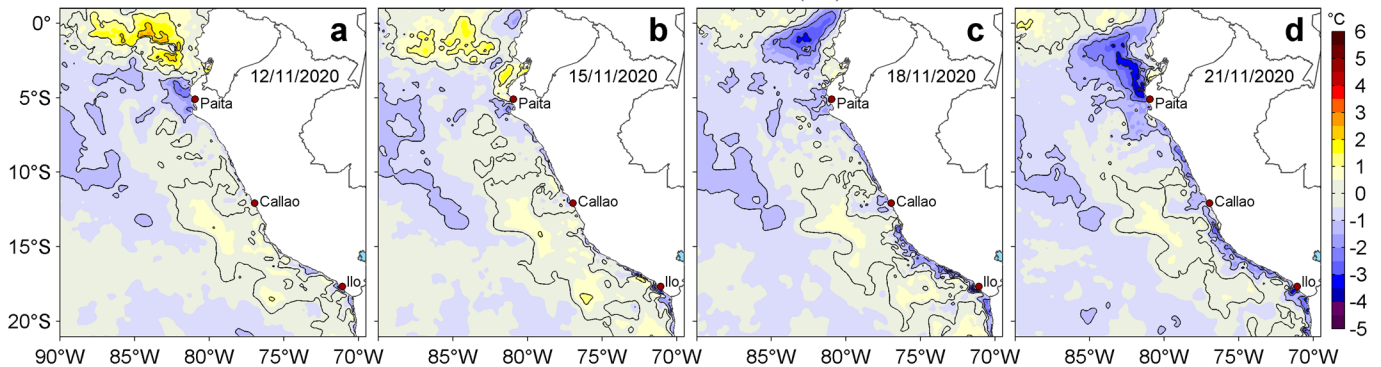 a b c d °C
0°
5°S
10°S
15°S
20°S
12/11/2020 15/11/2020 18/11/2020 21/11/2020
Paita Paita Paita Paita
Callao Callao Callao Callao
Ilo Ilo Ilo Ilo
90°W 85°W 80°W 75°W 70°W 85°W 80°W 75°W 70°W 85°W 80°W 75°W 70°W 85°W 80°W 75°W 70°W
6
5
4
3
2
1
0
-1
-2
-3
-4
-5